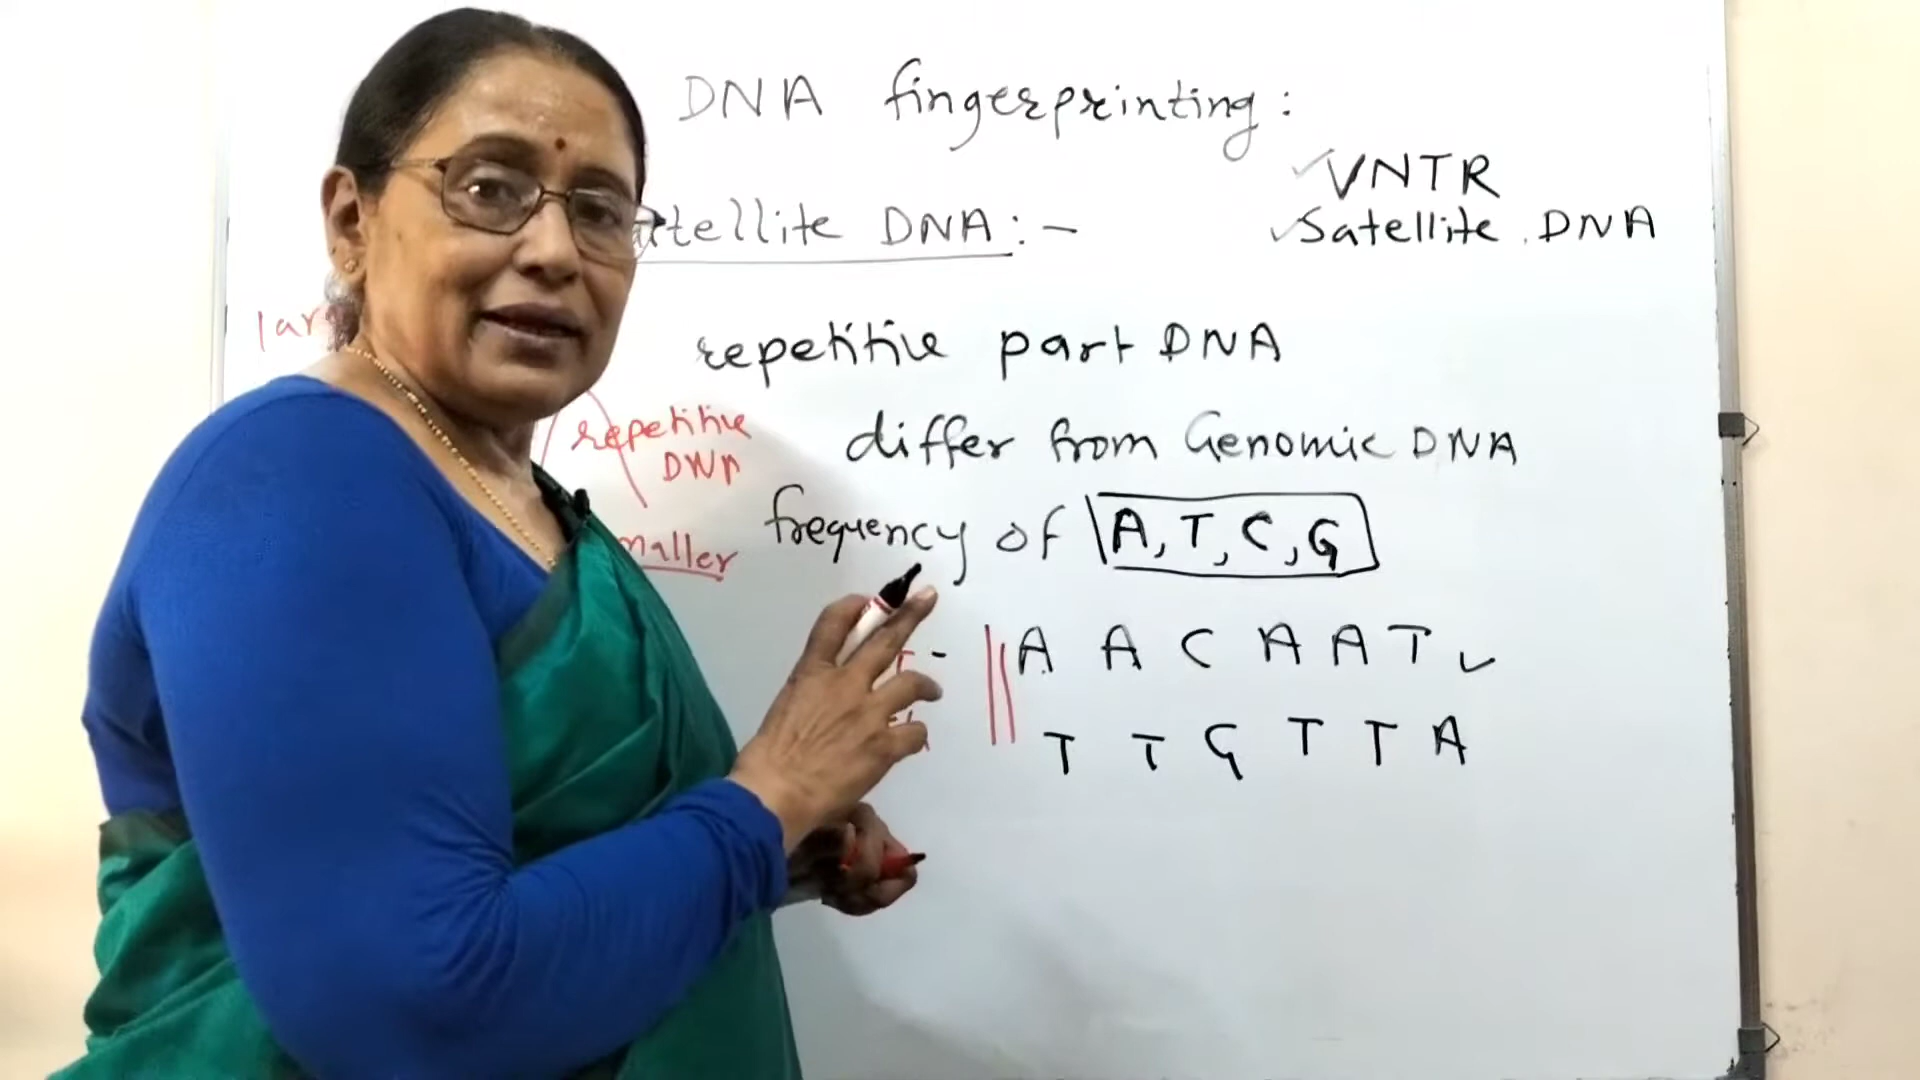 DNA fingerprinting:
VNTR
Satellite DNA
tellite DNA:-
repetitive part DNA
repetitive
DNA
differ from Genomic DNA
frequency of A, T, C, G
maller
A A C A A T
T T G T T A